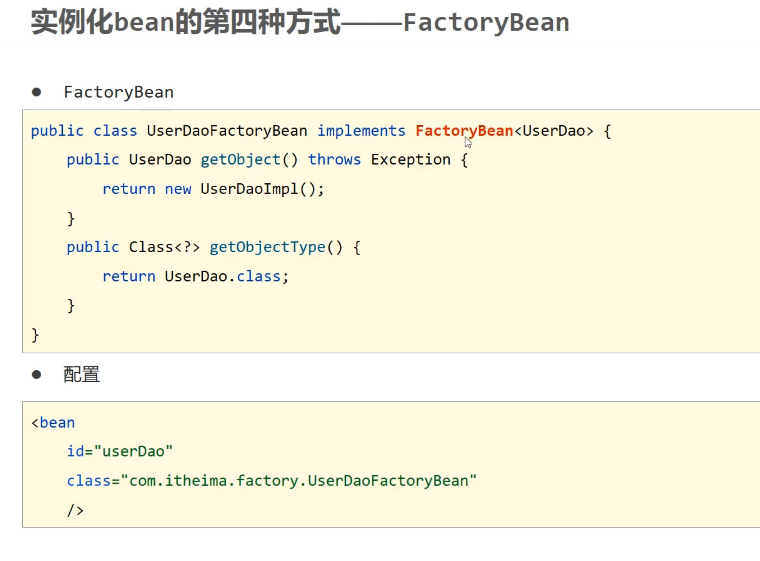 实例化bean的第四种方式——FactoryBean
● FactoryBean
public class UserDaoFactoryBean implements FactoryBean<UserDao> {
    public UserDao getObject() throws Exception {
        return new UserDaoImpl();
    }
    public Class<?> getObjectType() {
        return UserDao.class;
    }
}
● 配置
<bean
    id="userDao"
    class="com.itheima.factory.UserDaoFactoryBean"
    />